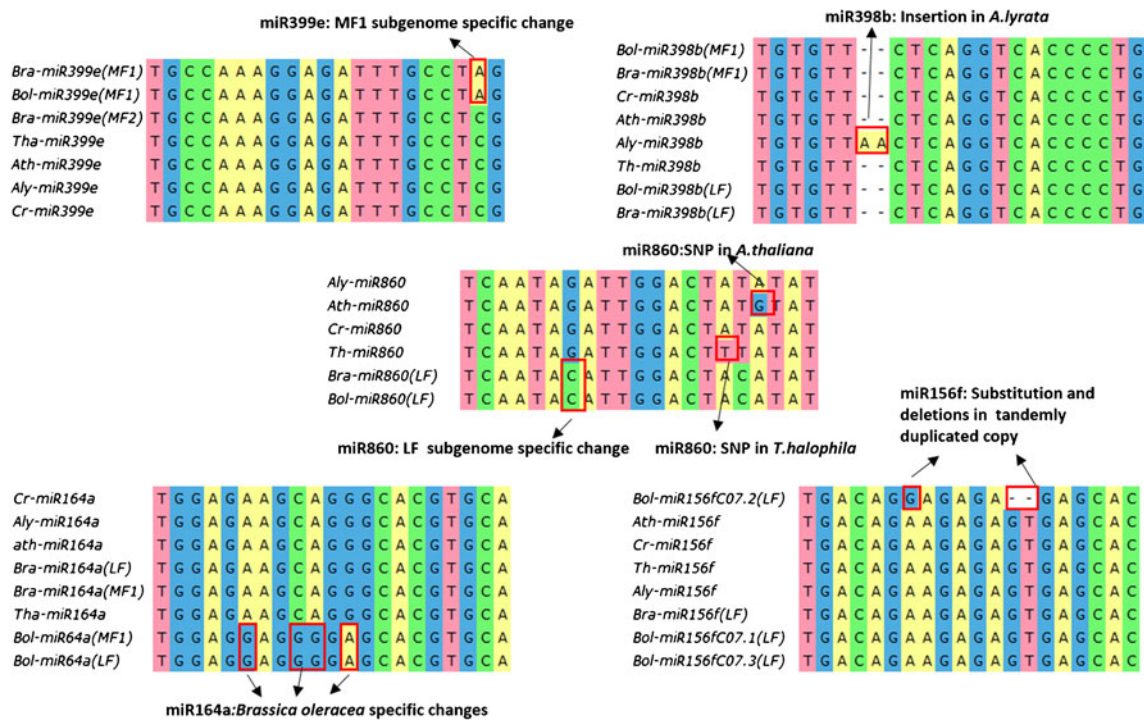 miR399e: MF1 subgenome specific change
Bra-miR399e(MF1) T G C C A A A G G A G A T T T G C C T A G
Bol-miR399e(MF1) T G C C A A A G G A G A T T T G C C T A G
Bra-miR399e(MF2) T G C C A A A G G A G A T T T G C C T C G
Tha-miR399e T G C C A A A G G A G A T T T G C C T C G
Ath-miR399e T G C C A A A G G A G A T T T G C C T C G
Aly-miR399e T G C C A A A G G A G A T T T G C C T C G
Cr-miR399e T G C C A A A G G A G A T T T G C C T C G
miR398b: Insertion in A.lyrata
Bol-miR398b(MF1) T G T G T T - - C T C A G G T C A C C C C T G
Bra-miR398b(MF1) T G T G T T - - C T C A G G T C A C C C C T G
Cr-miR398b T G T G T T - - C T C A G G T C A C C C C T G
Ath-miR398b T G T G T T - - C T C A G G T C A C C C C T G
Aly-miR398b T G T G T T A A C T C A G G T C A C C C C T G
Th-miR398b T G T G T T - - C T C A G G T C A C C C C T G
Bol-miR398b(LF) T G T G T T - - C T C A G G T C A C C C C T G
Bra-miR398b(LF) T G T G T T - - C T C A G G T C A C C C C T G
miR860:SNP in A.thaliana
Aly-miR860 T C A A T A G A T T G G A C T A T A T A T
Ath-miR860 T C A A T A G A T T G G A C T A T G T A T
Cr-miR860 T C A A T A G A T T G G A C T A T A T A T
Th-miR860 T C A A T A G A T T G G A C T T T A T A T
Bra-miR860(LF) T C A A T A C A T T G G A C T A C A T A T
Bol-miR860(LF) T C A A T A C A T T G G A C T A C A T A T
miR860: LF subgenome specific change
miR860: SNP in T.halophila
miR156f: Substitution and
deletions in tandemly
duplicated copy
Cr-miR164a T G G A G A A G C A G G G C A C G T G C A
Aly-miR164a T G G A G A A G C A G G G C A C G T G C A
ath-miR164a T G G A G A A G C A G G G C A C G T G C A
Bra-miR164a(LF) T G G A G A A G C A G G G C A C G T G C A
Bra-miR164a(MF1) T G G A G A A G C A G G G C A C G T G C A
Tha-miR164a T G G A G A A G C A G G G C A C G T G C A
Bol-miR64a(MF1) T G G A G G A G G G G A G C A C G T G C A
Bol-miR64a(LF) T G G A G G A G G G G A G C A C G T G C A
miR164a:Brassica oleracea specific changes
Bol-miR156fC07.2(LF) T G A C A G G A G A G A - - G A G C A C
Ath-miR156f T G A C A G A A G A G A G T G A G C A C
Cr-miR156f T G A C A G A A G A G A G T G A G C A C
Th-miR156f T G A C A G A A G A G A G T G A G C A C
Aly-miR156f T G A C A G A A G A G A G T G A G C A C
Bra-miR156f(LF) T G A C A G A A G A G A G T G A G C A C
Bol-miR156fC07.1(LF) T G A C A G A A G A G A G T G A G C A C
Bol-miR156fC07.3(LF) T G A C A G A A G A G A G T G A G C A C